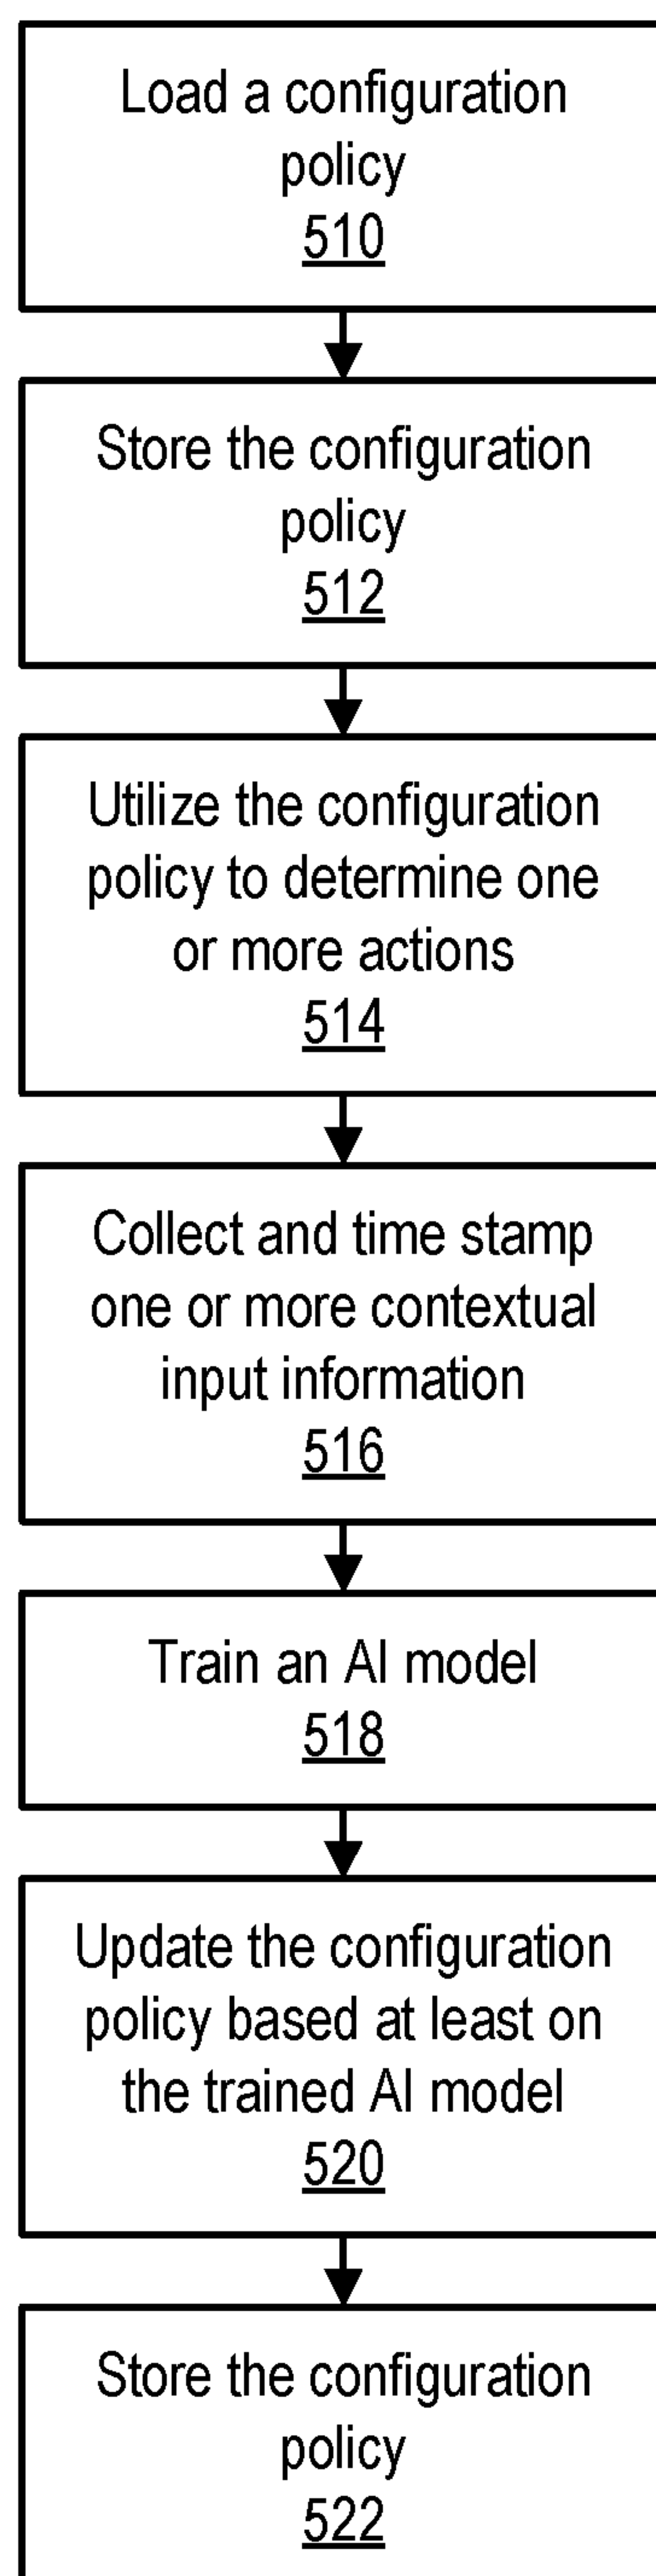 Load a configuration
policy
510
Store the configuration
policy
512
Utilize the configuration
policy to determine one
or more actions
514
Collect and time stamp
one or more contextual
input information
516
Train an AI model
518
Update the configuration
policy based at least on
the trained AI model
520
Store the configuration
policy
522